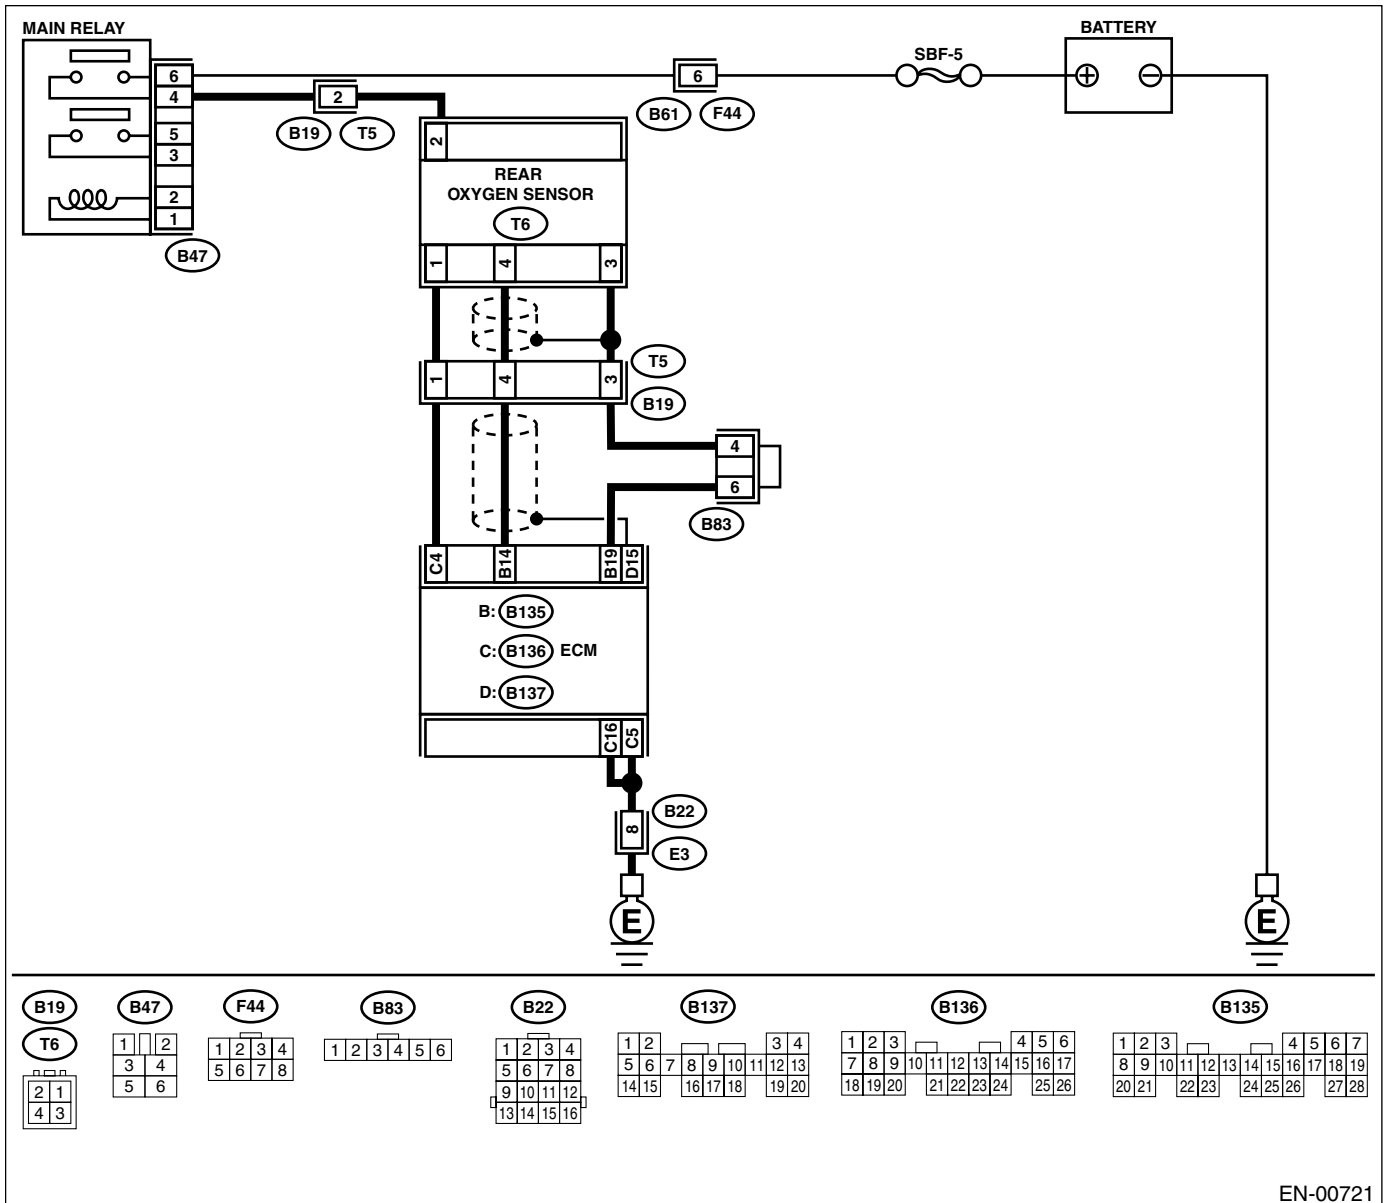 MAIN RELAY
BATTERY
SBF-5
6
4
5
3
2
1
B47
2
B19 T5
6
B61 F44
2
REAR
OXYGEN SENSOR
T6
1 4 3
T5
1 4 3
B19
4
6
B83
C4 B14 B19 D15
B: B135
C: B136 ECM
D: B137
C16 C5
B22
8
E3
E
E
B19
T6
2 1
4 3
B47
1 2
3 4
5 6
F44
1 2 3 4
5 6 7 8
B83
1 2 3 4 5 6
B22
1 2 3 4
5 6 7 8
9 10 11 12
13 14 15 16
B137
1 2 3 4
5 6 7 8 9 10 11 12 13
14 15 16 17 18 19 20
B136
1 2 3 4 5 6
7 8 9 10 11 12 13 14 15 16 17
18 19 20 21 22 23 24 25 26
B135
1 2 3 4 5 6 7
8 9 10 11 12 13 14 15 16 17 18 19
20 21 22 23 24 25 26 27 28
EN-00721